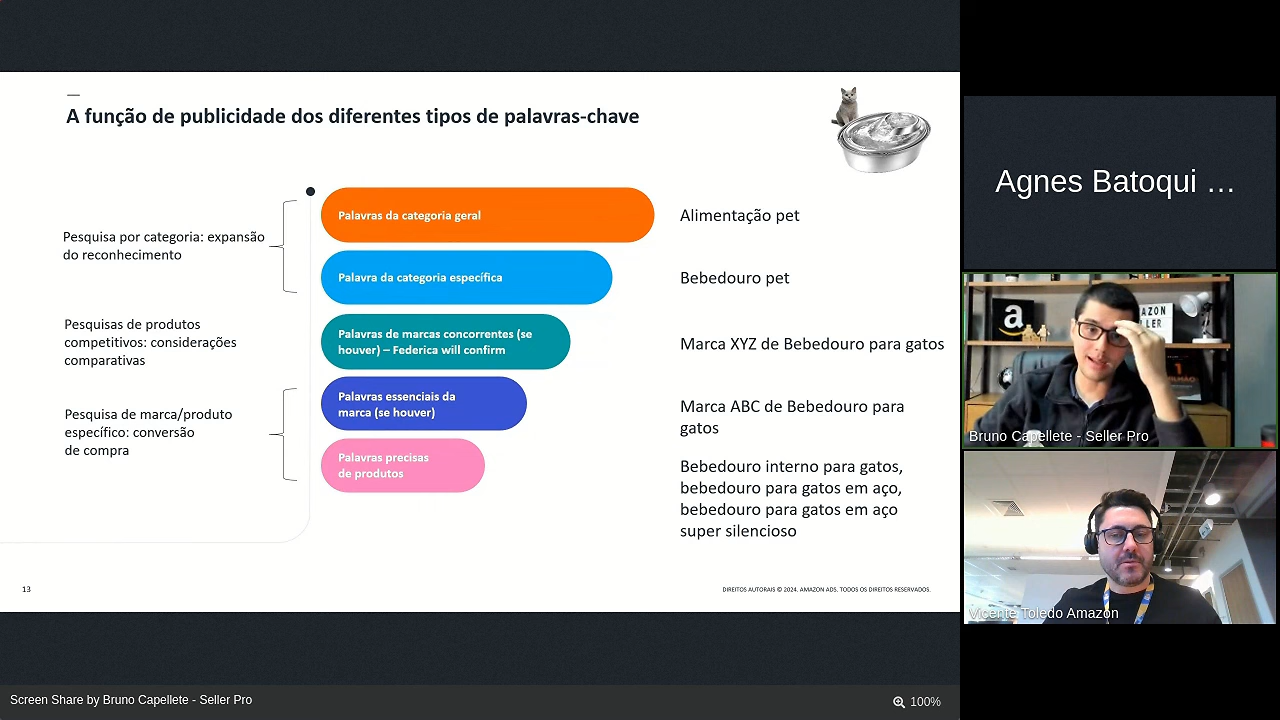 A função de publicidade dos diferentes tipos de palavras-chave
Pesquisa por categoria: expansão
do reconhecimento
Pesquisas de produtos
competitivos: considerações
comparativas
Pesquisa de marca/produto
específico: conversão
de compra
Palavras da categoria geral
Palavra da categoria específica
Palavras de marcas concorrentes (se
houver) – Federica will confirm
Palavras essenciais da
marca (se houver)
Palavras precisas
de produtos
Alimentação pet
Bebedouro pet
Marca XYZ de Bebedouro para gatos
Marca ABC de Bebedouro para
gatos
Bebedouro interno para gatos,
bebedouro para gatos em aço,
bebedouro para gatos em aço
super silencioso
13
DIREITOS AUTORAIS © 2024. AMAZON ADS. TODOS OS DIREITOS RESERVADOS.
Screen Share by Bruno Capellete - Seller Pro
100%
Agnes Batoqui ...
a
Bruno Capellete - Seller Pro
Vicente Toledo Amazon